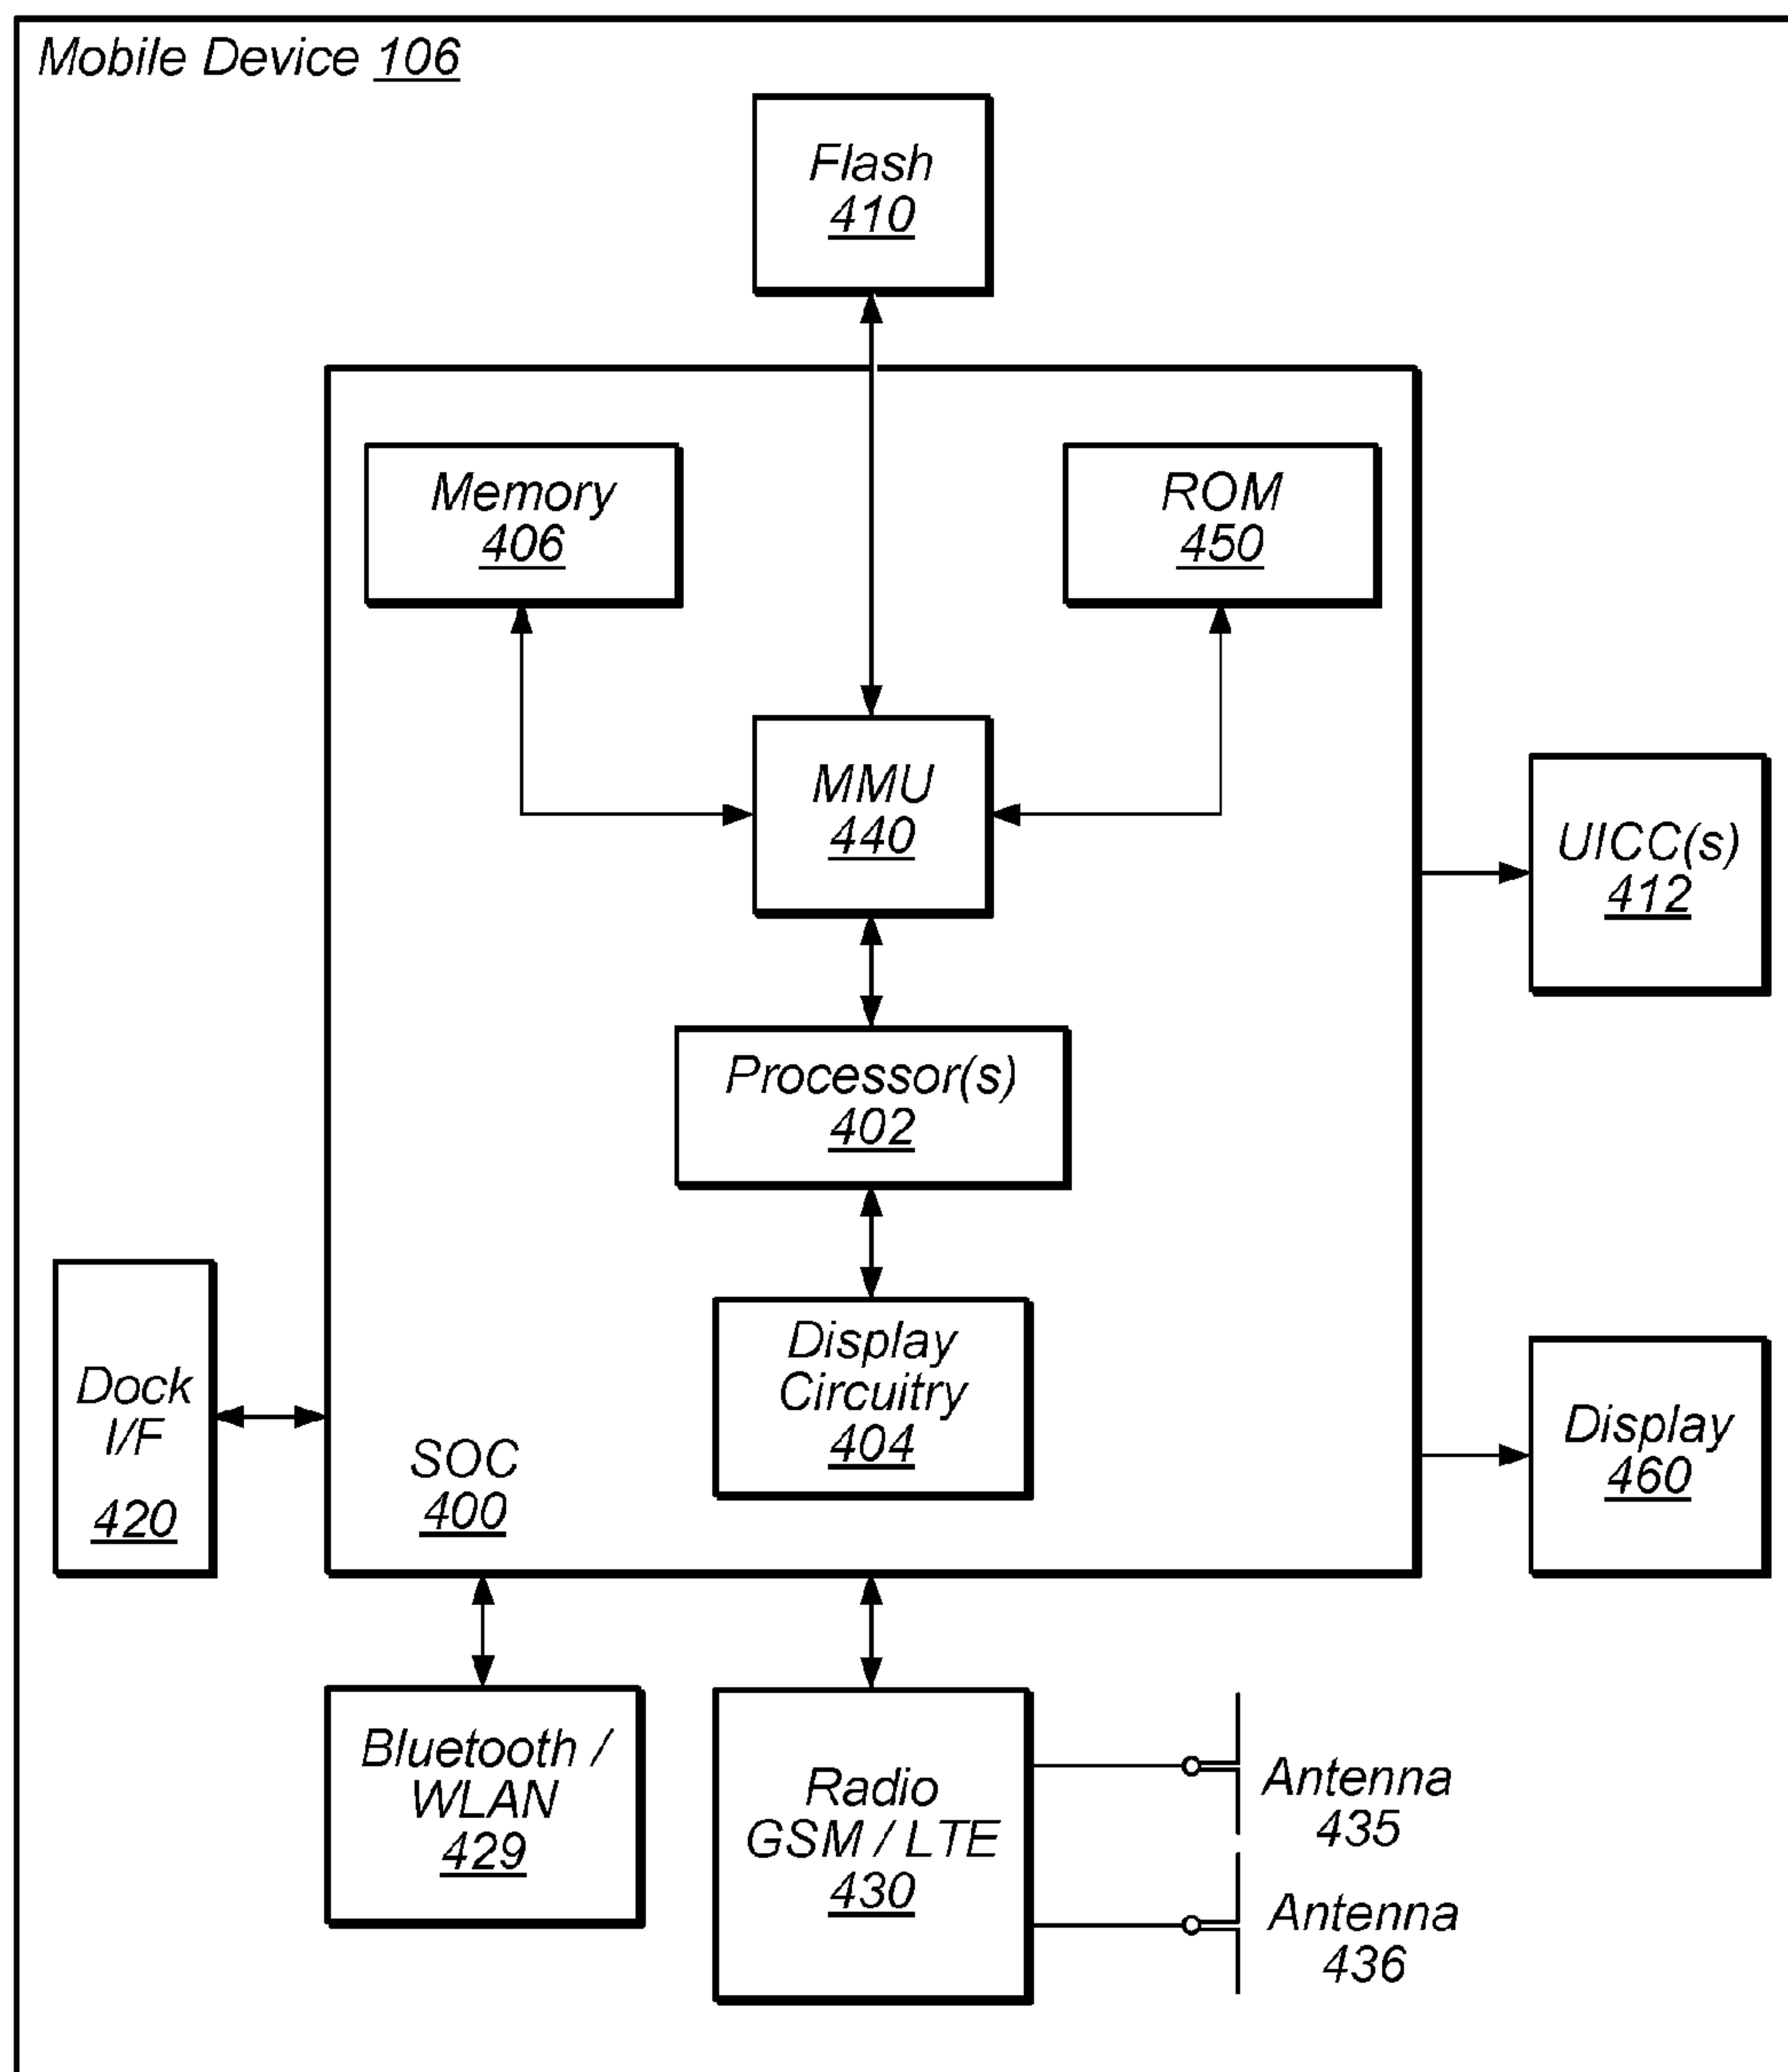 Mobile Device 106
Flash
410
Memory
406
ROM
450
MMU
440
UICC(s)
412
Processor(s)
402
Display
Circuitry
404
Dock
I/F
420
SOC
400
Display
460
Bluetooth /
WLAN
429
Radio
GSM / LTE
430
Antenna
435
Antenna
436